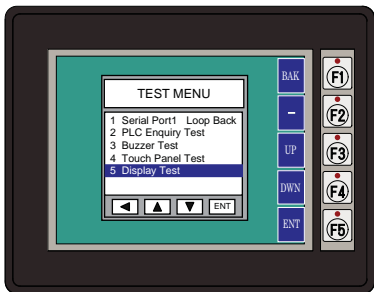 TEST MENU
1 Serial Port1 Loop Back
2 PLC Enquiry Test
3 Buzzer Test
4 Touch Panel Test
5 Display Test
ENT
BAK
-
UP
DWN
ENT
F1
F2
F3
F4
F5